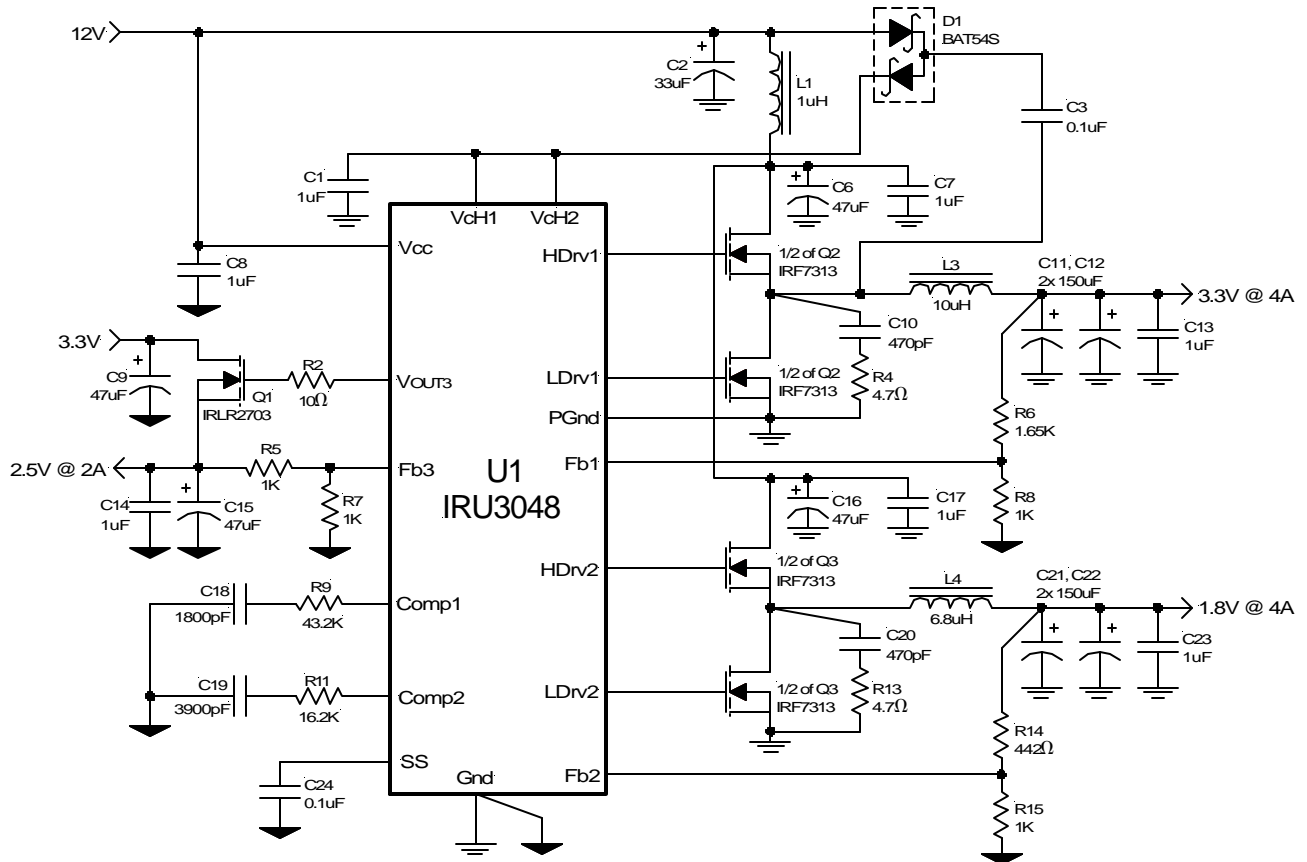 12V
D1
BAT54S
C2
33uF
L1
1uH
C3
0.1uF
C1
1uF
C6
47uF
C7
1uF
VcH1
VcH2
Vcc
HDrv1
1/2 of Q2
IRF7313
C8
1uF
L3
10uH
C11, C12
2x 150uF
3.3V @ 4A
C10
470pF
C13
1uF
3.3V
C9
47uF
Q1
IRLR2703
R2
10Ω
VOUT3
LDrv1
1/2 of Q2
IRF7313
R4
4.7Ω
PGnd
R6
1.65K
2.5V @ 2A
R5
1K
Fb3
U1
IRU3048
Fb1
C14
1uF
C15
47uF
R7
1K
C16
47uF
C17
1uF
R8
1K
HDrv2
1/2 of Q3
IRF7313
C18
1800pF
R9
43.2K
Comp1
L4
6.8uH
C21, C22
2x 150uF
1.8V @ 4A
C20
470pF
C23
1uF
C19
3900pF
R11
16.2K
Comp2
LDrv2
1/2 of Q3
IRF7313
R13
4.7Ω
R14
442Ω
SS
Gnd
Fb2
C24
0.1uF
R15
1K